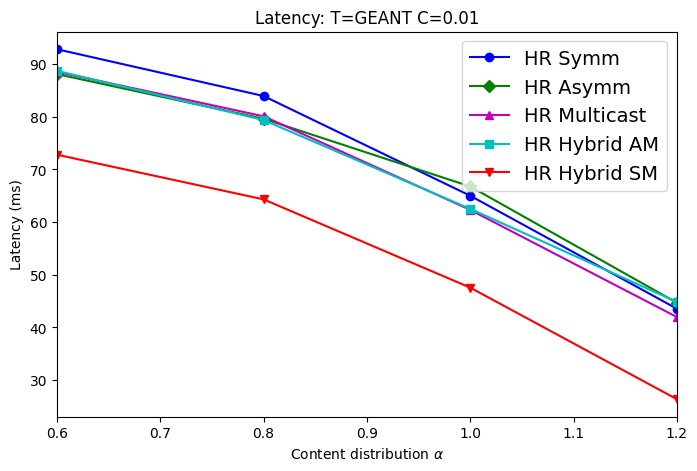 Latency: T=GEANT C=0.01
HR Symm
HR Asymm
HR Multicast
HR Hybrid AM
HR Hybrid SM
Latency (ms)
90
80
70
60
50
40
30
0.6 0.7 0.8 0.9 1.0 1.1 1.2
Content distribution α